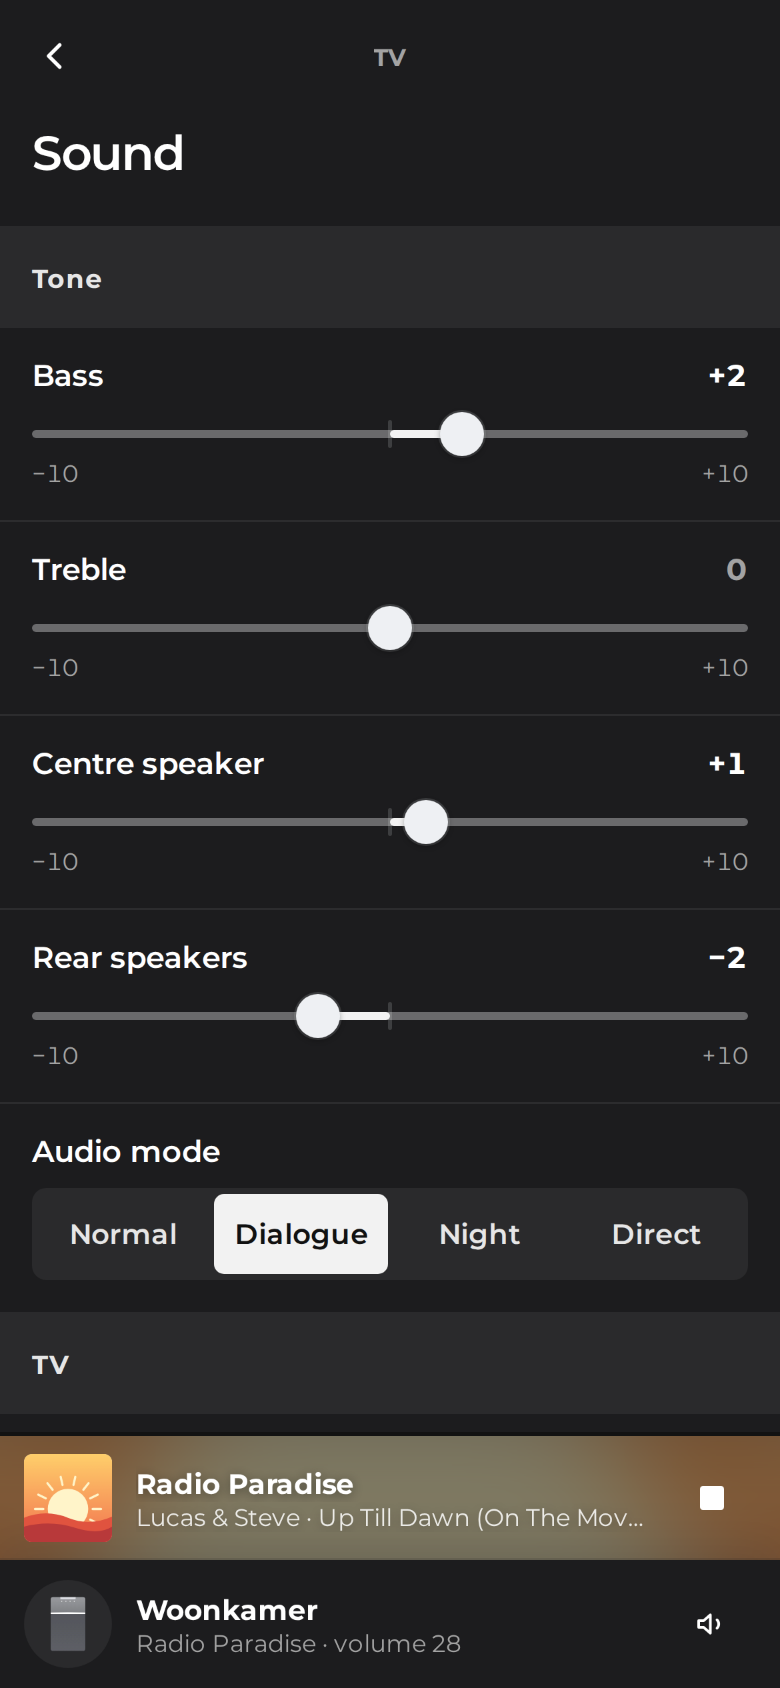 TV
Sound
Tone
Bass +2
−10 +10
Treble 0
−10 +10
Centre speaker +1
−10 +10
Rear speakers −2
−10 +10
Audio mode
Normal Dialogue Night Direct
TV
Radio Paradise
Lucas & Steve · Up Till Dawn (On The Mov...
Woonkamer
Radio Paradise · volume 28